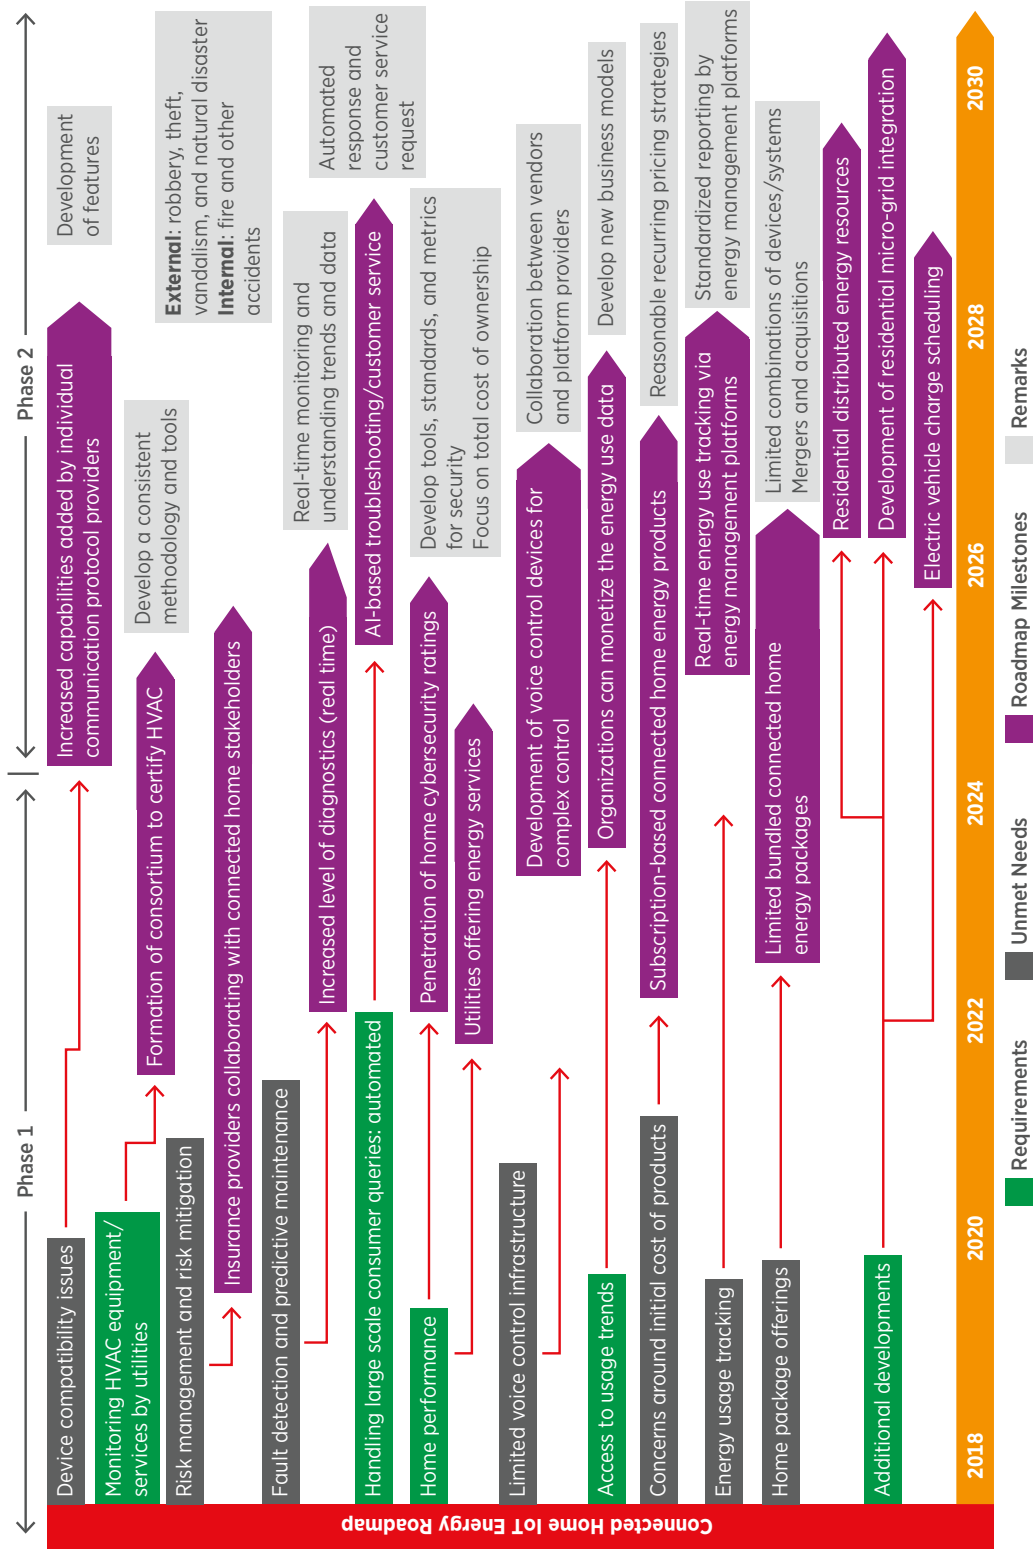 Phase 1
Phase 2
Connected Home IoT Energy Roadmap
Device compatibility issues
Increased capabilities added by individual
communication protocol providers
Development
of features
Monitoring HVAC equipment/
services by utilities
Formation of consortium to certify HVAC
Develop a consistent
methodology and tools
Risk management and risk mitigation
Insurance providers collaborating with connected home stakeholders
External: robbery, theft,
vandalism, and natural disaster
Internal: fire and other
accidents
Fault detection and predictive maintenance
Increased level of diagnostics (real time)
Real-time monitoring and
understanding trends and data
Handling large scale consumer queries: automated
AI-based troubleshooting/customer service
Automated
response and
customer service
request
Home performance
Penetration of home cybersecurity ratings
Utilities offering energy services
Develop tools, standards, and metrics
for security
Focus on total cost of ownership
Limited voice control infrastructure
Development of voice control devices for
complex control
Collaboration between vendors
and platform providers
Access to usage trends
Organizations can monetize the energy use data
Develop new business models
Concerns around initial cost of products
Subscription-based connected home energy products
Reasonable recurring pricing strategies
Energy usage tracking
Real-time energy use tracking via
energy management platforms
Standardized reporting by
energy management platforms
Home package offerings
Limited bundled connected home
energy packages
Limited combinations of devices/systems
Mergers and acquisitions
Additional developments
Residential distributed energy resources
Development of residential micro-grid integration
Electric vehicle charge scheduling
2018
2020
2022
2024
2026
2028
2030
Requirements
Unmet Needs
Roadmap Milestones
Remarks